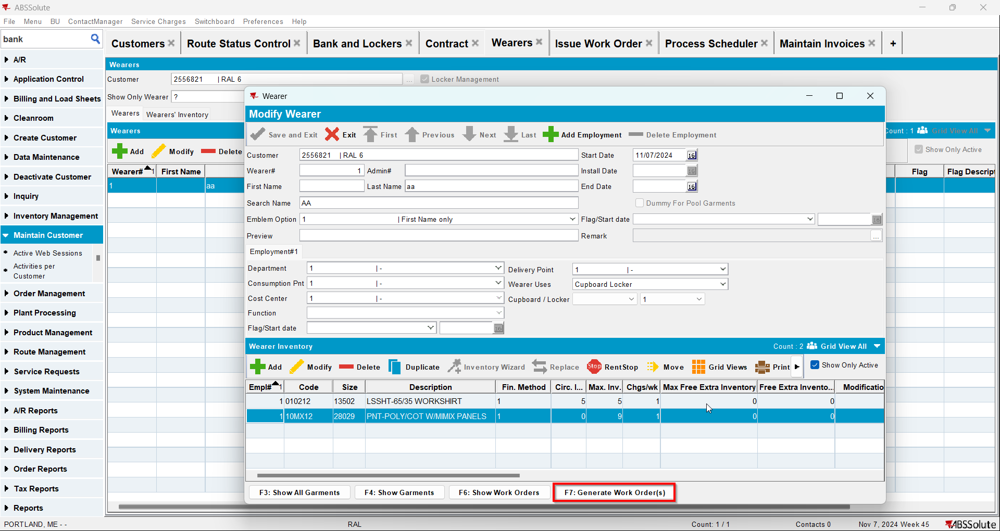 ABSSolute
File Menu BU ContactManager Service Charges Switchboard Preferences Help
bank
Customers Route Status Control Bank and Lockers Contract Wearers Issue Work Order Process Scheduler Maintain Invoices +
A/R
Application Control
Billing and Load Sheets
Cleanroom
Create Customer
Data Maintenance
Deactivate Customer
Inquiry
Inventory Management
Maintain Customer
Active Web Sessions
Activities per
Customer
Order Management
Plant Processing
Product Management
Route Management
Service Requests
System Maintenance
A/R Reports
Billing Reports
Delivery Reports
Order Reports
Tax Reports
Reports
Wearers
Customer 2556821 | RAL 6 ... Locker Management
Show Only Wearer ?
Wearers Wearers' Inventory
Wearers
Count : 1 Grid View All
Add Modify Delete
Show Only Active
Wearer# 1 First Name Flag Flag Descript
1 aa
Wearer
Modify Wearer
Save and Exit Exit First Previous Next Last Add Employment Delete Employment
Customer 2556821 | RAL 6 Start Date 11/07/2024 16
Wearer# 1 Admin# Install Date 16
First Name Last Name aa End Date 16
Search Name AA Dummy For Pool Garments
Emblem Option 1 | First Name only Flag/Start date 16
Preview Remark ...
Employment#1
Department 1 | - Delivery Point 1 | -
Consumption Pnt 1 | - Wearer Uses Cupboard Locker
Cost Center 1 | - Cupboard / Locker 1
Function
Flag/Start date 16
Wearer Inventory Count : 2 Grid View All
Add Modify Delete Duplicate Inventory Wizard Replace Stop RentStop Move Grid Views Print Show Only Active
Empl# 1 Code Size Description Fin. Method Circ. I... Max. Inv. Chgs/wk Max Free Extra Inventory Free Extra Invento... Modificatio
1 010212 13502 LSSHT-65/35 WORKSHIRT 1 5 5 1 0 0
1 10MX12 28029 PNT-POLY/COT W/MIMIX PANELS 1 0 9 1 0 0
F3: Show All Garments F4: Show Garments F6: Show Work Orders F7: Generate Work Order(s)
PORTLAND, ME - - RAL Count: 1 / 1 Contacts 0 Nov 7, 2024 Week 45 ABSSolute